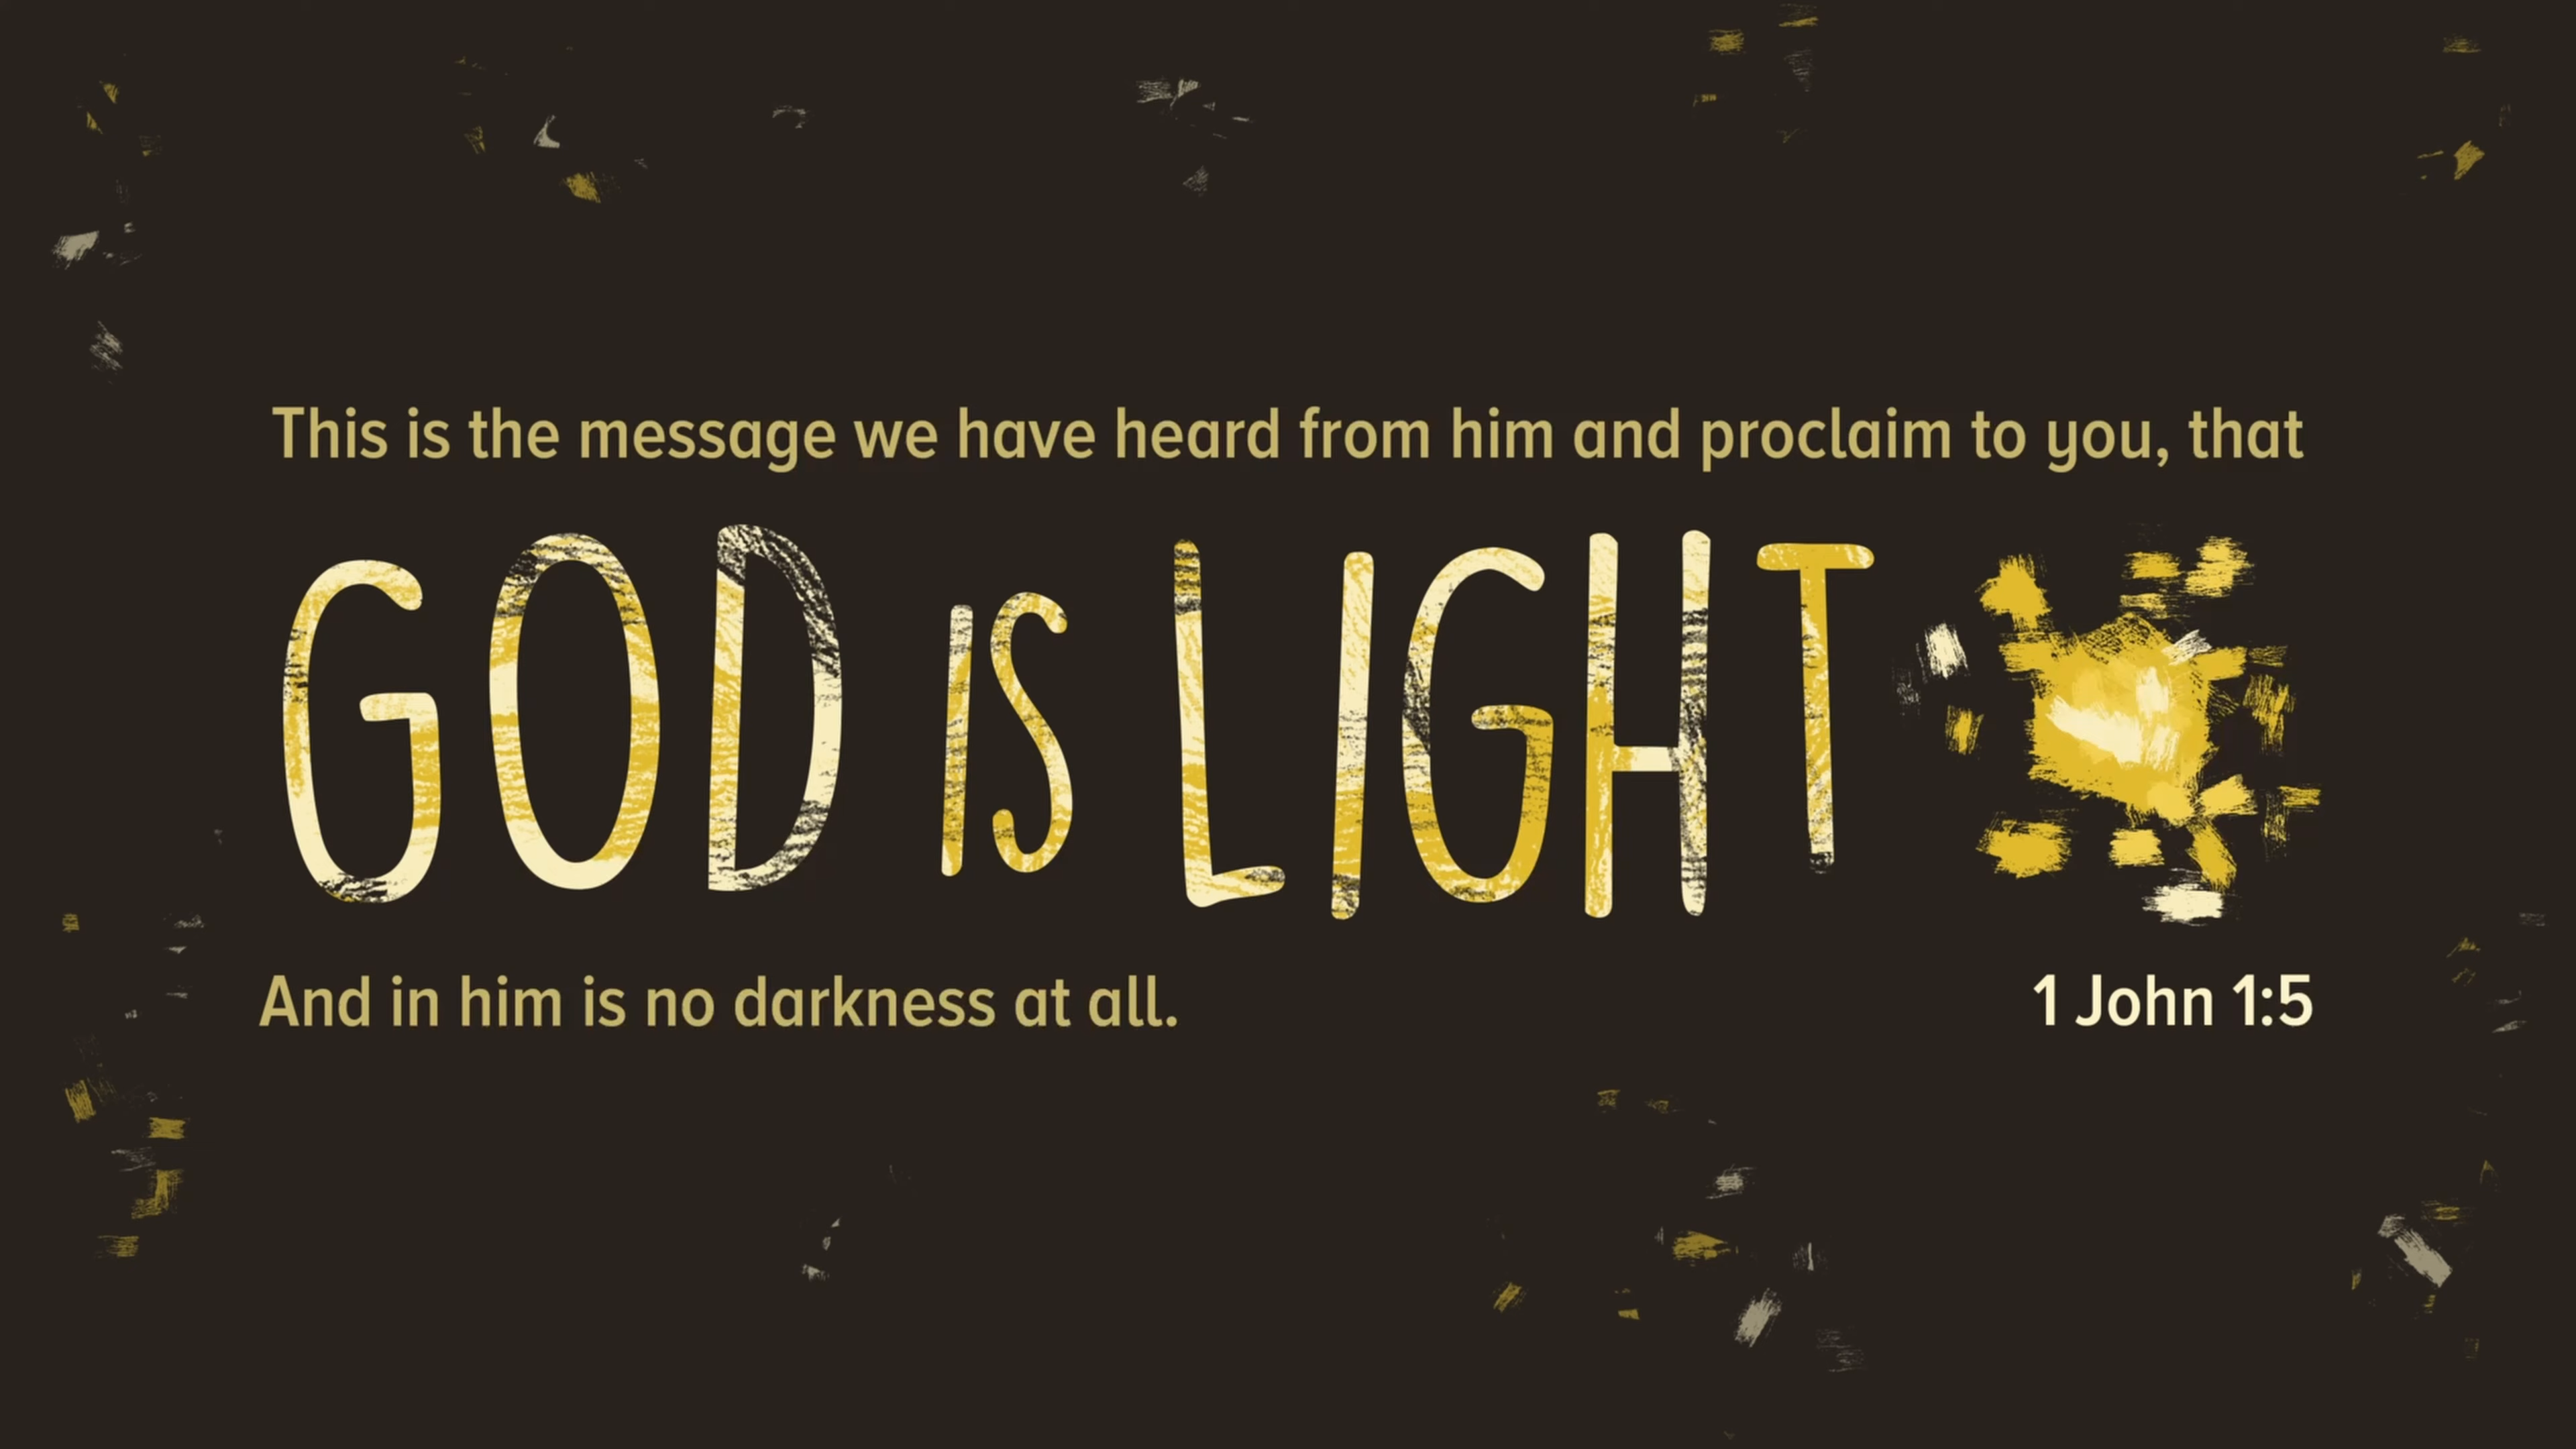 This is the message we have heard from him and proclaim to you, that
GOD IS LIGHT
And in him is no darkness at all.
1 John 1:5